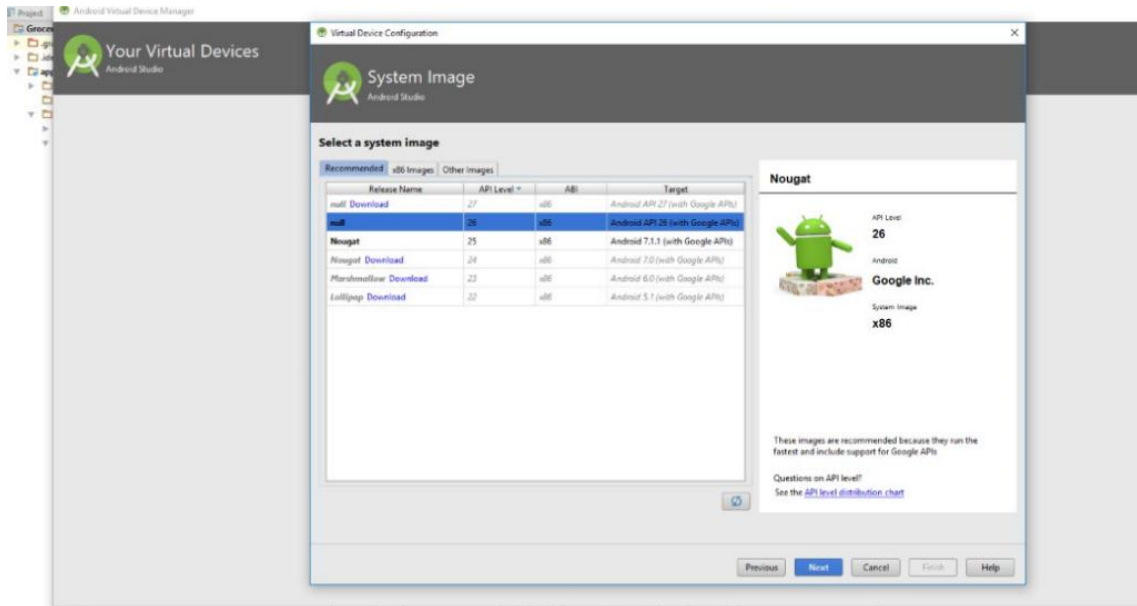 Project
Android Virtual Device Manager
Your Virtual Devices
Android Studio
Virtual Device Configuration
System Image
Android Studio
Select a system image
Recommended x86 Images Other Images
Release Name API Level ABI Target
null Download 27 x86 Android API 27 (with Google APIs)
null 26 x86 Android API 26 (with Google APIs)
Nougat 25 x86 Android 7.1.1 (with Google APIs)
Nougat Download 24 x86 Android 7.0 (with Google APIs)
Marshmallow Download 23 x86 Android 6.0 (with Google APIs)
Lollipop Download 22 x86 Android 5.1 (with Google APIs)
Nougat
API Level
26
Android
Google Inc.
System Image
x86
These images are recommended because they run the
fastest and include support for Google APIs
Questions on API level?
See the API level distribution chart
Previous Next Cancel Finish Help